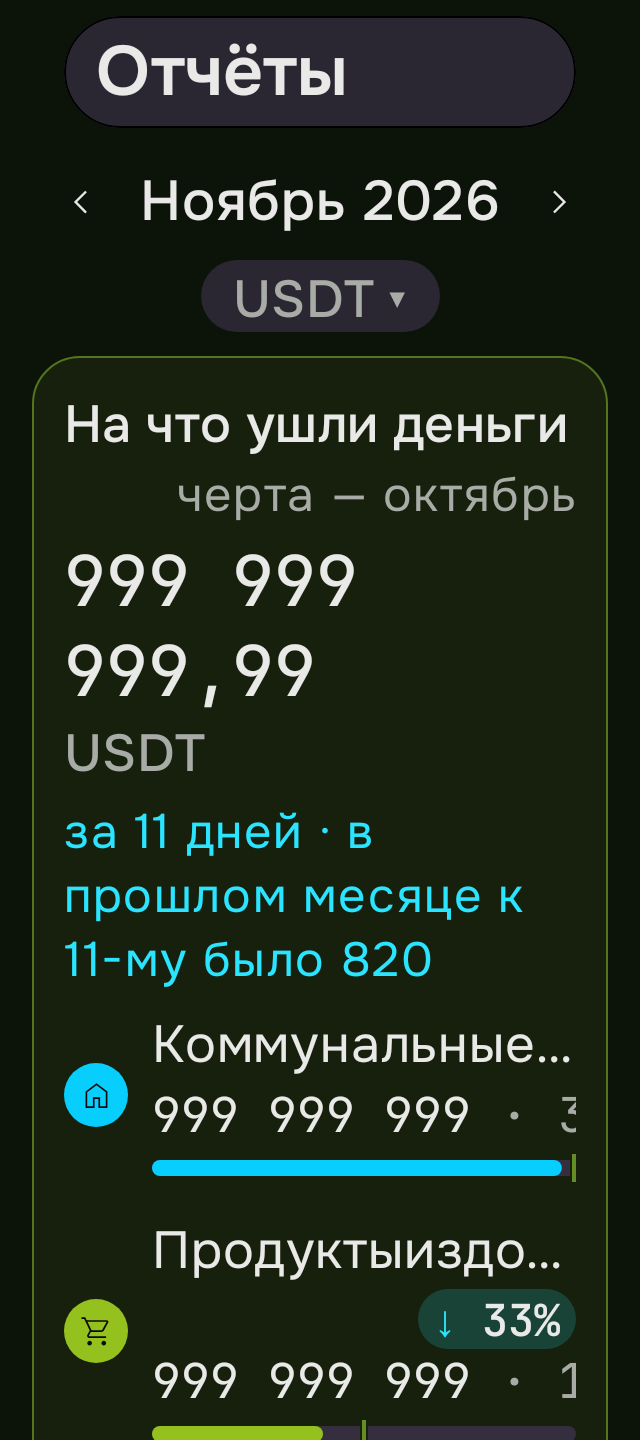 Отчёты
Ноябрь 2026
USDT ▾
На что ушли деньги
черта — октябрь
999 999
999,99
USDT
за 11 дней · в
прошлом месяце к
11-му было 820
Коммунальные...
999 999 999 ·
Продуктыиздо...
↓ 33%
999 999 999 ·